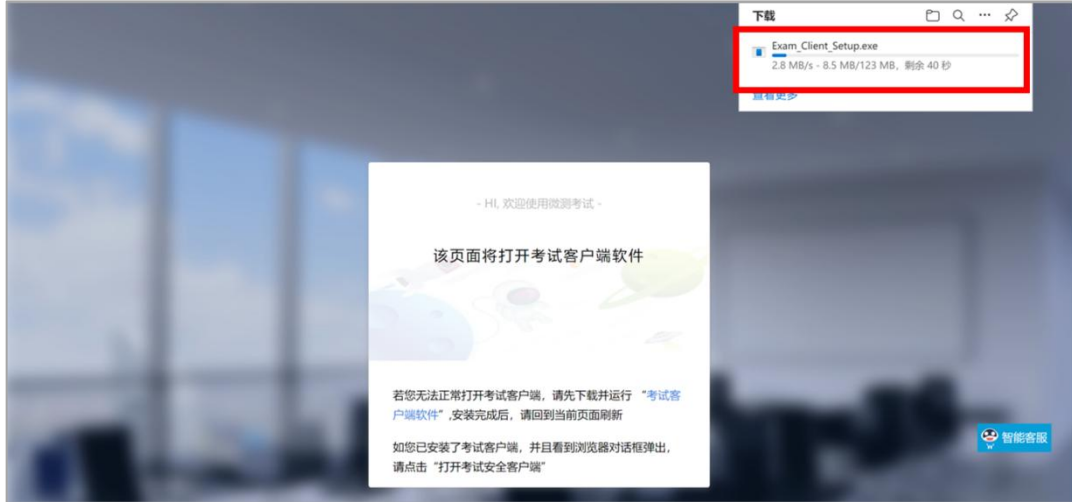 下载
Exam_Client_Setup.exe
2.8 MB/s - 8.5 MB/123 MB，剩余 40 秒
查看更多
- HI, 欢迎使用微测考试 -
该页面将打开考试客户端软件
若您无法正常打开考试客户端，请先下载并运行 “考试客
户端软件”,安装完成后，请回到当前页面刷新
如您已安装了考试客户端，并且看到浏览器对话框弹出，
请点击“打开考试安全客户端”
智能客服